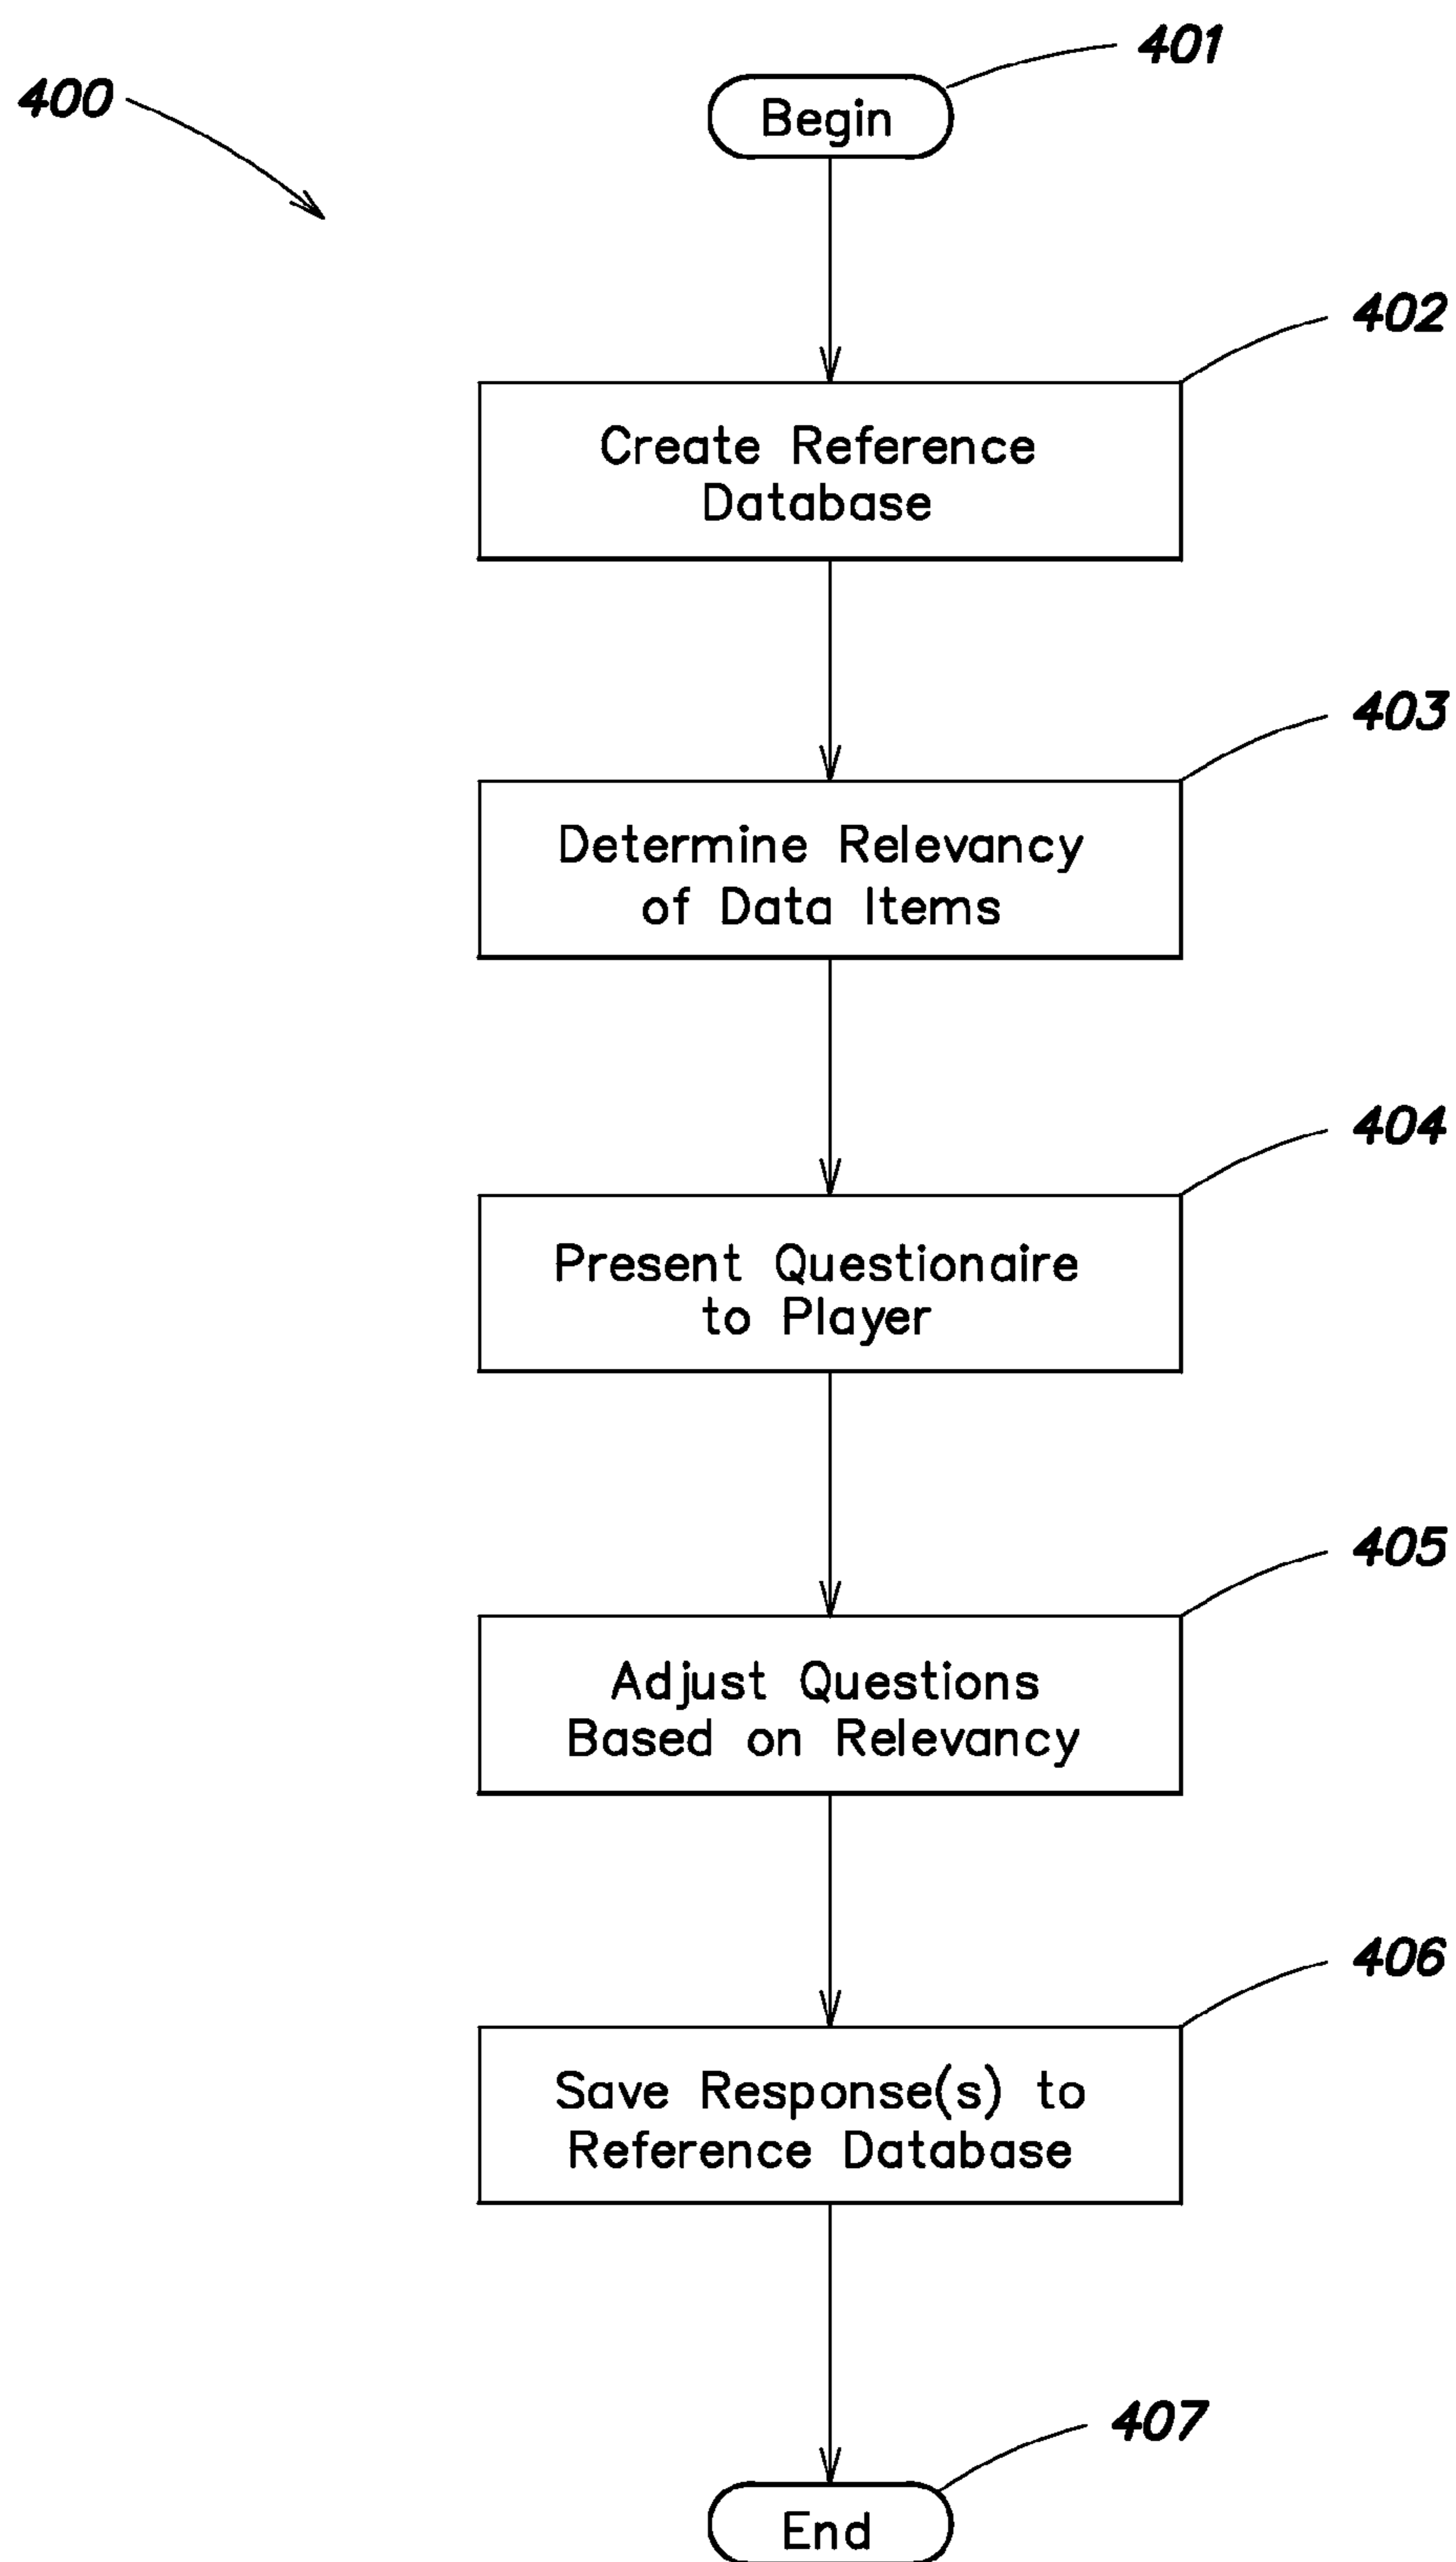 401
400
Begin
402
Create Reference
Database
403
Determine Relevancy
of Data Items
404
Present Questionaire
to Player
405
Adjust Questions
Based on Relevancy
406
Save Response(s) to
Reference Database
407
End